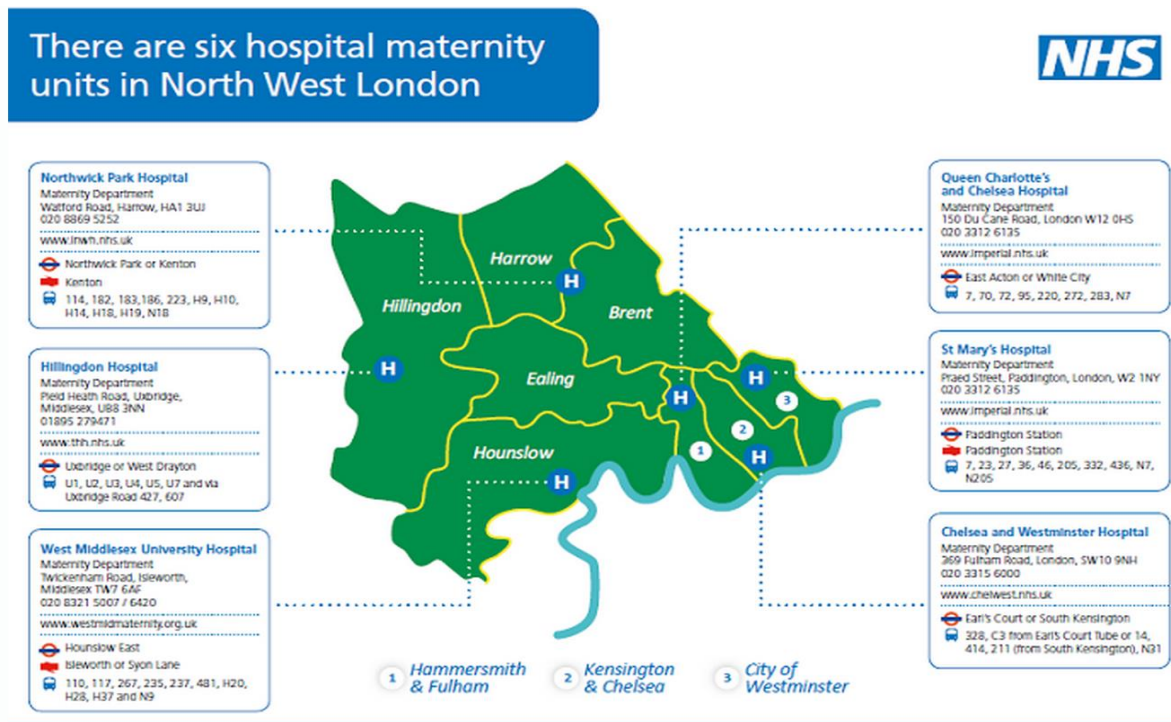 There are six hospital maternity
units in North West London
NHS
Northwick Park Hospital
Maternity Department
Watford Road, Harrow, HA1 3UJ
020 8869 5252
www.lnwh.nhs.uk
Northwick Park or Kenton
Kenton
114, 182, 183,186, 223, H9, H10,
H14, H18, H19, N18
Hillingdon Hospital
Maternity Department
Pield Heath Road, Uxbridge,
Middlesex, UB8 3NN
01895 279471
www.thh.nhs.uk
Uxbridge or West Drayton
U1, U2, U3, U4, U5, U7 and via
Uxbridge Road 427, 607
West Middlesex University Hospital
Maternity Department
Twickenham Road, Isleworth,
Middlesex TW7 6AF
020 8321 5007 / 6420
www.westmidmaternity.org.uk
Hounslow East
Isleworth or Syon Lane
110, 117, 267, 235, 237, 481, H20,
H28, H37 and N9
Harrow
Hillingdon
Brent
Ealing
Hounslow
H
H
H
H
H
H
1
2
3
1 Hammersmith
& Fulham
2 Kensington
& Chelsea
3 City of
Westminster
Queen Charlotte's
and Chelsea Hospital
Maternity Department
150 Du Cane Road, London W12 0HS
020 3312 6135
www.imperial.nhs.uk
East Acton or White City
7, 70, 72, 95, 220, 272, 283, N7
St Mary's Hospital
Maternity Department
Praed Street, Paddington, London, W2 1NY
020 3312 6135
www.imperial.nhs.uk
Paddington Station
Paddington Station
7, 23, 27, 36, 46, 205, 332, 436, N7,
N205
Chelsea and Westminster Hospital
Maternity Department
369 Fulham Road, London, SW10 9NH
020 3315 6000
www.chelwest.nhs.uk
Earl's Court or South Kensington
328, C3 from Earl's Court Tube or 14,
414, 211 (from South Kensington), N31